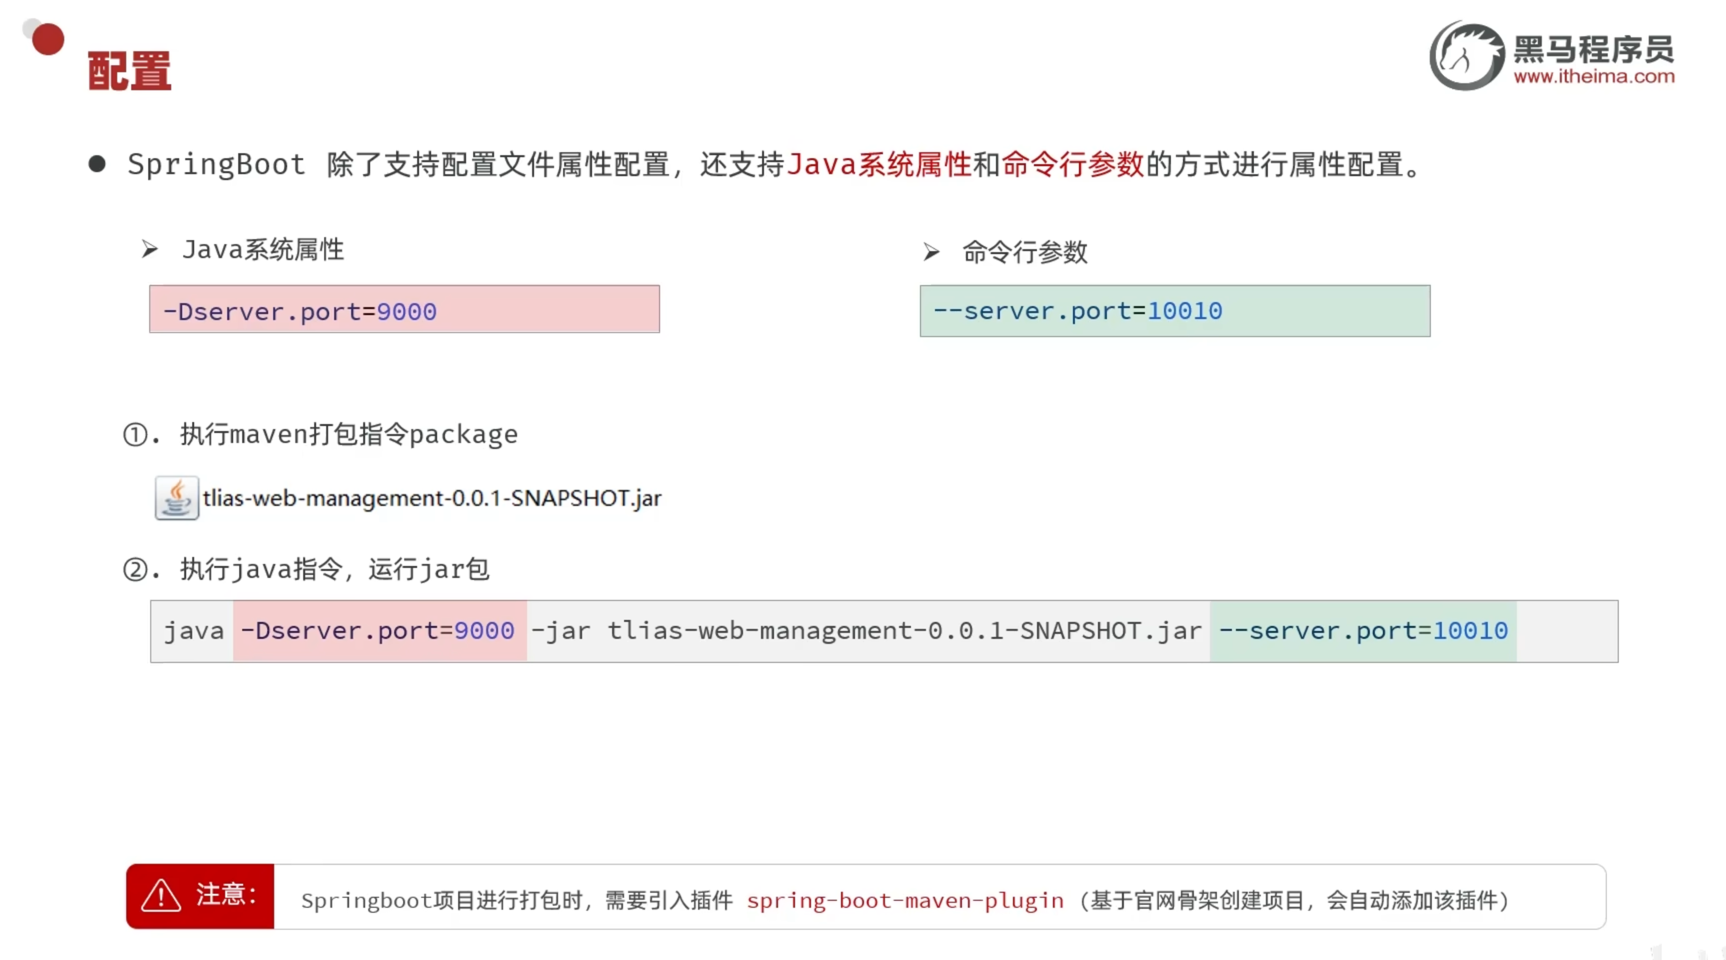 配置
黑马程序员
www.itheima.com
● SpringBoot 除了支持配置文件属性配置，还支持Java系统属性和命令行参数的方式进行属性配置。
➢ Java系统属性
➢ 命令行参数
-Dserver.port=9000
--server.port=10010
①. 执行maven打包指令package
tlias-web-management-0.0.1-SNAPSHOT.jar
②. 执行java指令，运行jar包
java -Dserver.port=9000 -jar tlias-web-management-0.0.1-SNAPSHOT.jar --server.port=10010
注意：
Springboot项目进行打包时，需要引入插件 spring-boot-maven-plugin（基于官网骨架创建项目，会自动添加该插件）